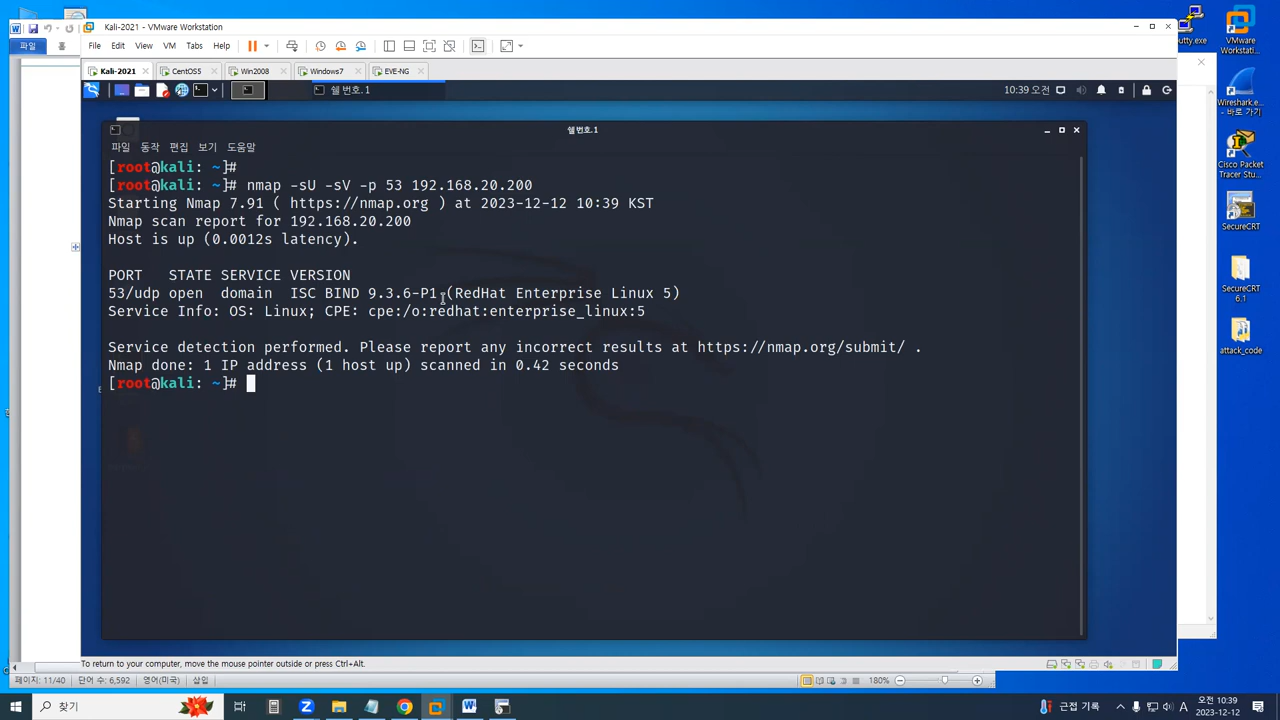 Kali-2021 - VMware Workstation
파일
홈
File Edit View VM Tabs Help
Kali-2021
CentOS5
Win2008
Windows7
EVE-NG
쉘 번호.1
10:39 오전
쉘번호.1
파일 동작 편집 보기 도움말
[root@kali: ~]#
[root@kali: ~]# nmap -sU -sV -p 53 192.168.20.200
Starting Nmap 7.91 ( https://nmap.org ) at 2023-12-12 10:39 KST
Nmap scan report for 192.168.20.200
Host is up (0.0012s latency).
PORT STATE SERVICE VERSION
53/udp open domain ISC BIND 9.3.6-P1 (RedHat Enterprise Linux 5)
Service Info: OS: Linux; CPE: cpe:/o:redhat:enterprise_linux:5
Service detection performed. Please report any incorrect results at https://nmap.org/submit/ .
Nmap done: 1 IP address (1 host up) scanned in 0.42 seconds
[root@kali: ~]#
To return to your computer, move the mouse pointer outside or press Ctrl+Alt.
페이지: 11/40
단어 수: 6,592
영어(미국)
삽입
180%
VMware
Workstati...
Wireshark.e...
- 바로 가기
Cisco Packet
Tracer Stu...
SecureCRT
SecureCRT
6.1
attack_code
찾기
근접 기록
A
오전 10:39
2023-12-12